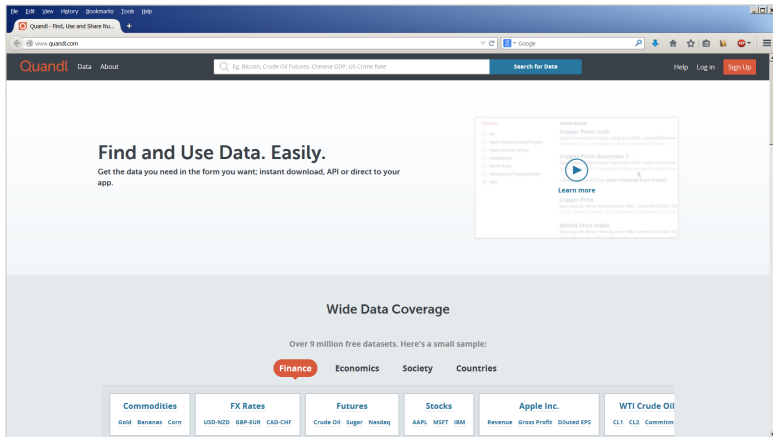 File Edit View History Bookmarks Tools Help
Quandl - Find, Use and Share Nu...
www.quandl.com
Google
Quandl Data About
Eg. Bitcoin, Crude Oil Futures, Chinese GDP, US Crime Rate
Search for Data
Help Log in Sign Up
Find and Use Data. Easily.
Get the data you need in the form you want; instant download, API or direct to your
app.
Copper Price: Cash
Learn more
Copper Price
Metals Price Index
Wide Data Coverage
Over 9 million free datasets. Here's a small sample:
Finance Economics Society Countries
Commodities FX Rates Futures Stocks Apple Inc. WTI Crude Oil
Gold Bananas Corn USD-NZD GBP-EUR CAD-CHF Crude Oil Sugar Nasdaq AAPL MSFT IBM Revenue Gross Profit Diluted EPS CL1 CL2 Commitm